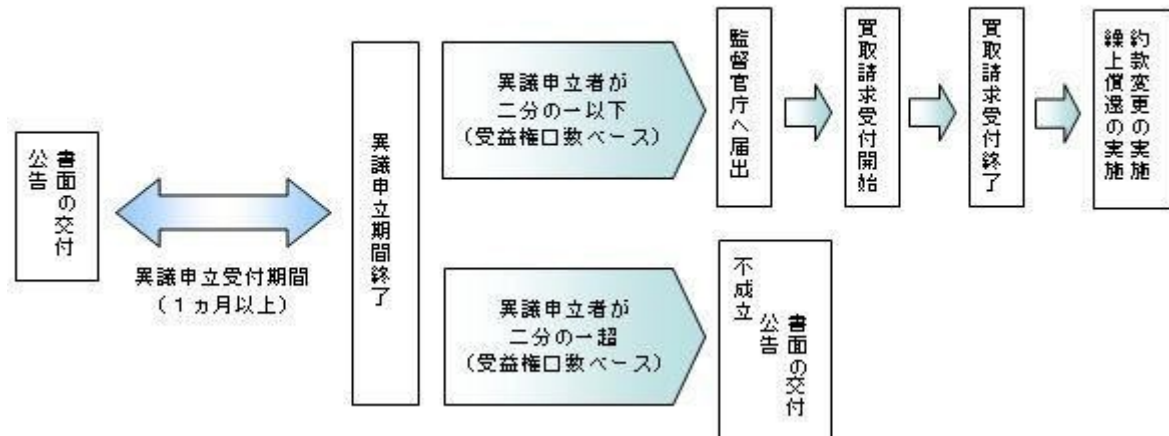 書面の交付
公告
異議申立受付期間
（１ヵ月以上）
異議申立期間終了
異議申立者が
二分の一以下
（受益権口数ベース）
監督官庁へ届出
買取請求受付開始
買取請求受付終了
約款変更の実施
繰上償還の実施
異議申立者が
二分の一超
（受益権口数ベース）
不成立
書面の交付
公告